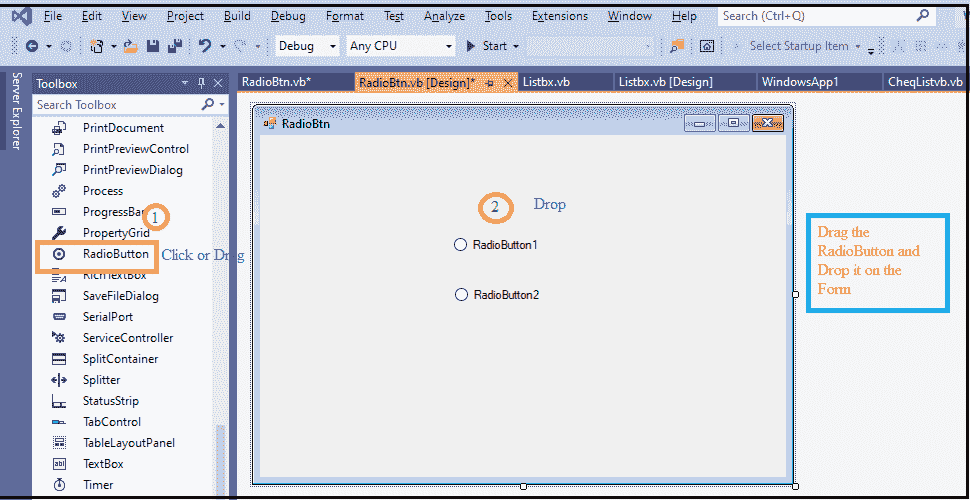 File Edit View Project Build Debug Format Test Analyze Tools Extensions Window Help Search (Ctrl+Q)
Debug Any CPU Start Select Startup Item
Server Explorer
Toolbox
Search Toolbox
PrintDocument
PrintPreviewControl
PrintPreviewDialog
Process
ProgressBar
1
PropertyGrid
RadioButton
Click or Drag
RichTextBox
SaveFileDialog
SerialPort
ServiceController
SplitContainer
Splitter
StatusStrip
TabControl
TableLayoutPanel
TextBox
Timer
RadioBtn.vb* RadioBtn.vb [Design]* Listbx.vb Listbx.vb [Design] WindowsApp1 CheqListvb.vb
RadioBtn
2 Drop
RadioButton1
RadioButton2
Drag the
RadioButton and
Drop it on the
Form